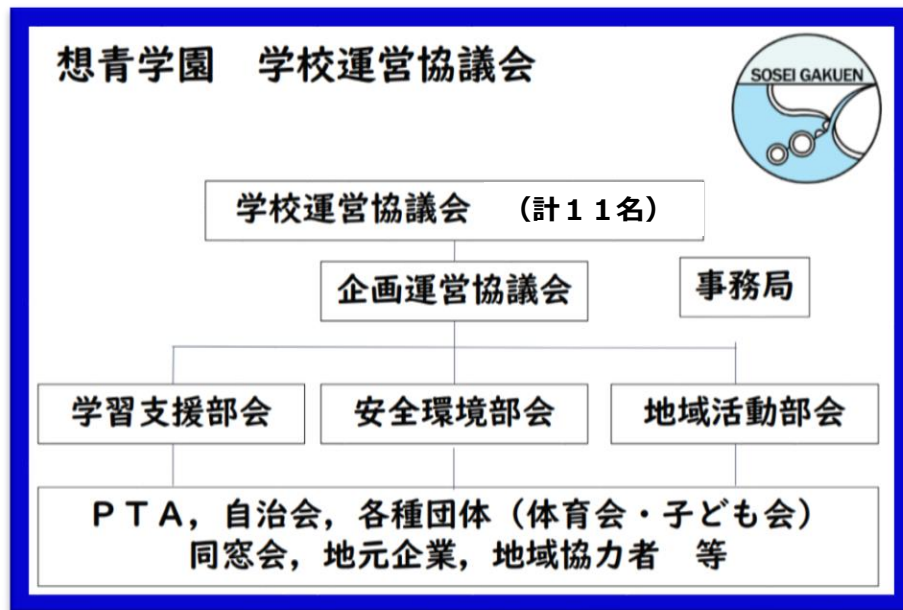 想青学園　学校運営協議会
SOSEI GAKUEN
学校運営協議会　（計１１名）
企画運営協議会
事務局
学習支援部会
安全環境部会
地域活動部会
ＰＴＡ，自治会，各種団体（体育会・子ども会）
同窓会，地元企業，地域協力者　等